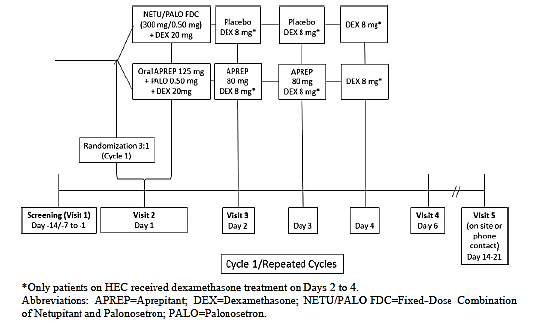 NETU/PALO FDC
(300 mg/0.50 mg)
+ DEX 20 mg
Placebo
DEX 8 mg*
Placebo
DEX 8 mg*
DEX 8 mg*
Oral APREP 125 mg
+ PALO 0.50 mg
+ DEX 20mg
APREP
80 mg
DEX 8 mg*
APREP
80 mg
DEX 8 mg*
DEX 8 mg*
Randomization 3:1
(Cycle 1)
Screening (Visit 1)
Day -14/-7 to -1
Visit 2
Day 1
Visit 3
Day 2
Day 3
Day 4
Visit 4
Day 6
Visit 5
(on site or
phone
contact)
Day 14-21
Cycle 1/Repeated Cycles
*Only patients on HEC received dexamethasone treatment on Days 2 to 4.
Abbreviations: APREP=Aprepitant; DEX=Dexamethasone; NETU/PALO FDC=Fixed-Dose Combination
of Netupitant and Palonosetron; PALO=Palonosetron.